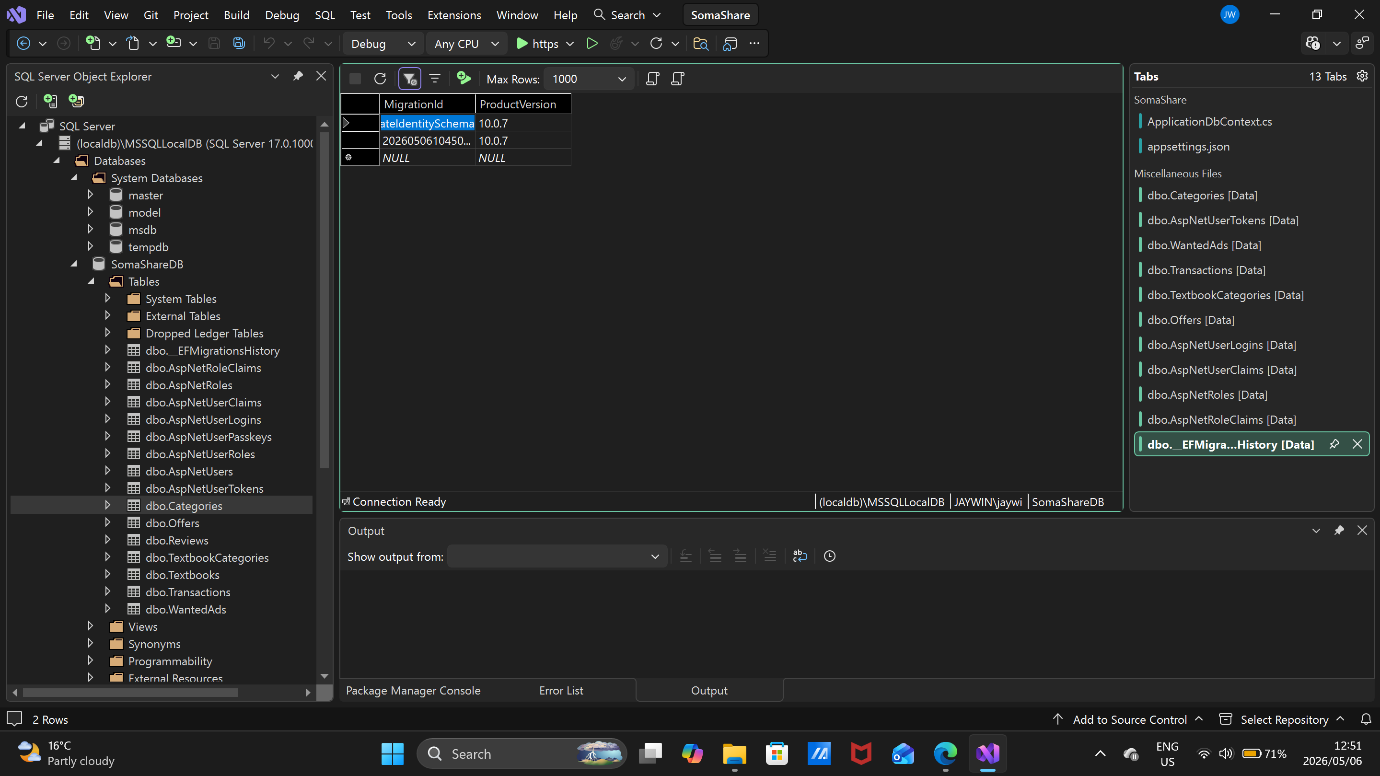 File Edit View Git Project Build Debug SQL Test Tools Extensions Window Help Search SomaShare JW
Debug Any CPU https
SQL Server Object Explorer
SQL Server
(localdb)\MSSQLLocalDB (SQL Server 17.0.1000
Databases
System Databases
master
model
msdb
tempdb
SomaShareDB
Tables
System Tables
External Tables
Dropped Ledger Tables
dbo.__EFMigrationsHistory
dbo.AspNetRoleClaims
dbo.AspNetRoles
dbo.AspNetUserClaims
dbo.AspNetUserLogins
dbo.AspNetUserPasskeys
dbo.AspNetUserRoles
dbo.AspNetUsers
dbo.AspNetUserTokens
dbo.Categories
dbo.Offers
dbo.Reviews
dbo.TextbookCategories
dbo.Textbooks
dbo.Transactions
dbo.WantedAds
Views
Synonyms
Programmability
External Resources
Max Rows: 1000
MigrationId ProductVersion
ateIdentitySchema 10.0.7
2026050610450... 10.0.7
NULL NULL
Connection Ready (localdb)\MSSQLLocalDB JAYWIN\jaywi SomaShareDB
Output
Show output from:
Package Manager Console Error List Output
Tabs 13 Tabs
SomaShare
ApplicationDbContext.cs
appsettings.json
Miscellaneous Files
dbo.Categories [Data]
dbo.AspNetUserTokens [Data]
dbo.WantedAds [Data]
dbo.Transactions [Data]
dbo.TextbookCategories [Data]
dbo.Offers [Data]
dbo.AspNetUserLogins [Data]
dbo.AspNetUserClaims [Data]
dbo.AspNetRoles [Data]
dbo.AspNetRoleClaims [Data]
dbo.__EFMigra...History [Data]
2 Rows Add to Source Control Select Repository
16°C
Partly cloudy
Search
ENG
US
71%
12:51
2026/05/06